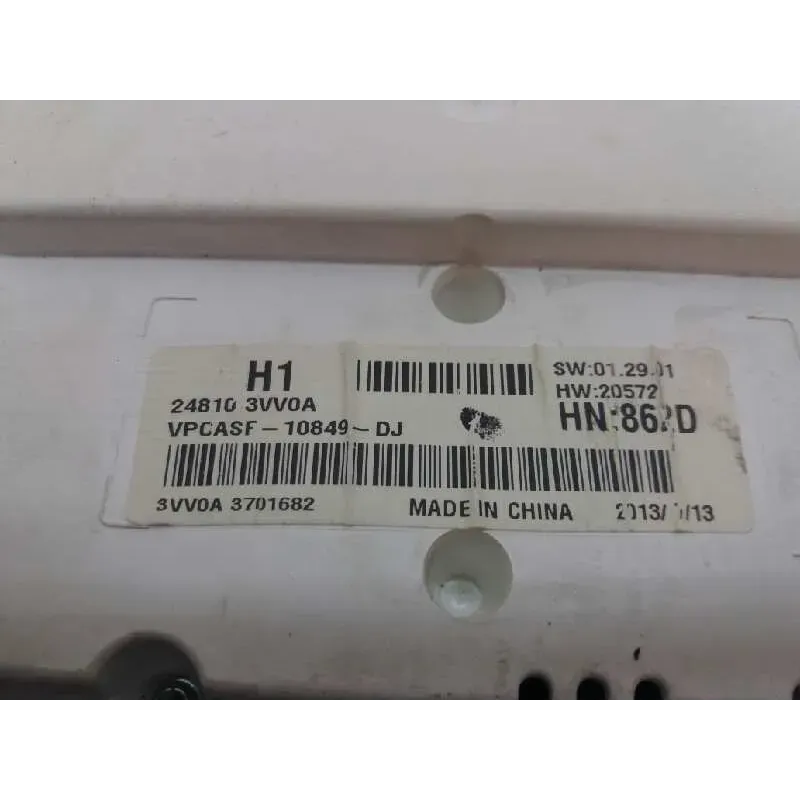 H1
SW:01.29.01
24810 3VV0A
HW:20572
VPCASF-10849-DJ
HN:862D
3VV0A 3701682
MADE IN CHINA